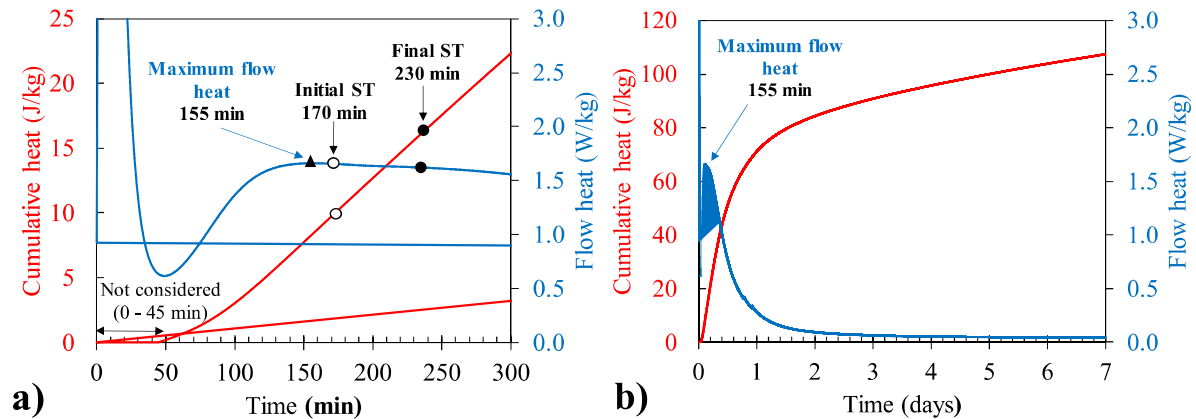 Cumulative heat (J/kg)
25
20
15
10
5
0
3.0
2.5
2.0
1.5
1.0
0.5
0.0
Flow heat (W/kg)
Maximum flow
heat
155 min
Initial ST
170 min
Final ST
230 min
Not considered
(0 - 45 min)
0 50 100 150 200 250 300
Time (min)
a)
Cumulative heat (J/kg)
120
100
80
60
40
20
0
3.0
2.5
2.0
1.5
1.0
0.5
0.0
Flow heat (W/kg)
Maximum flow
heat
155 min
0 1 2 3 4 5 6 7
Time (days)
b)